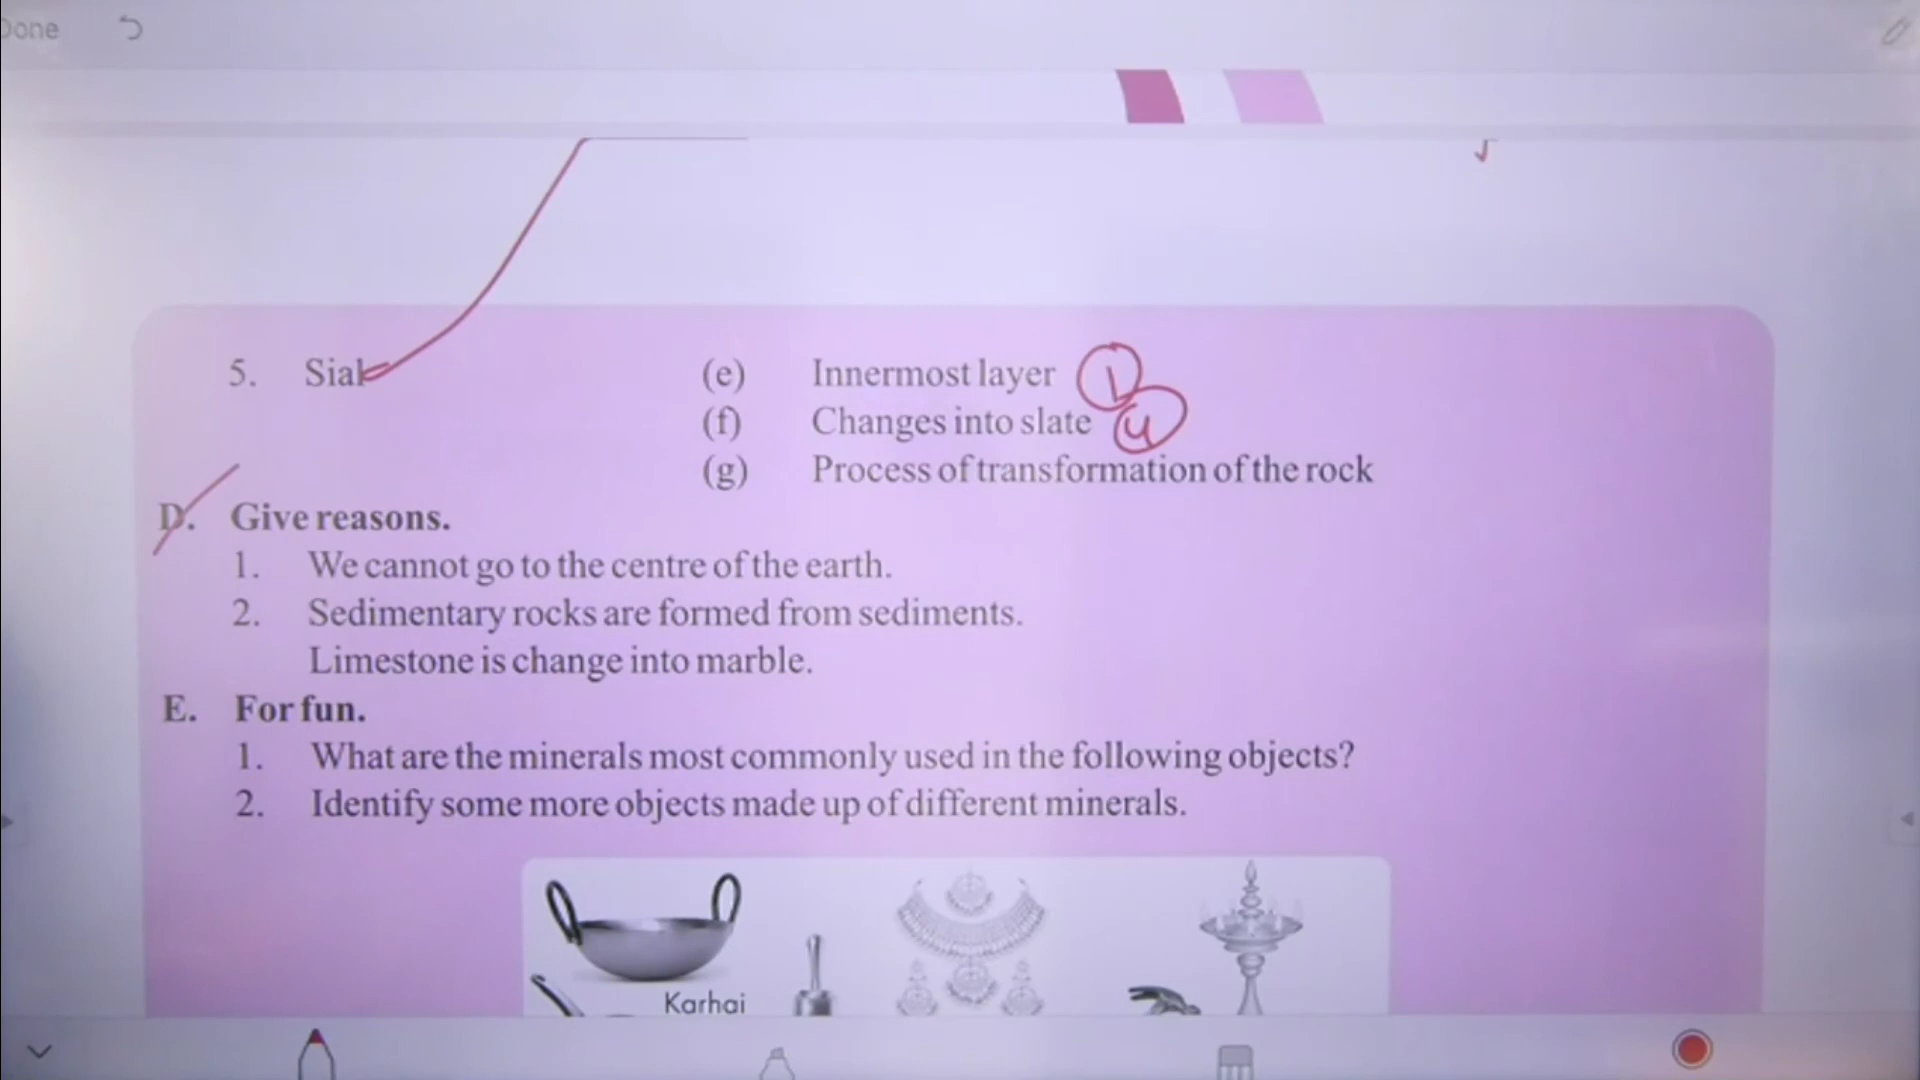 Done
5. Sial (e) Innermost layer 1
(f) Changes into slate 4
(g) Process of transformation of the rock
D. Give reasons.
1. We cannot go to the centre of the earth.
2. Sedimentary rocks are formed from sediments.
Limestone is change into marble.
E. For fun.
1. What are the minerals most commonly used in the following objects?
2. Identify some more objects made up of different minerals.
Karhai